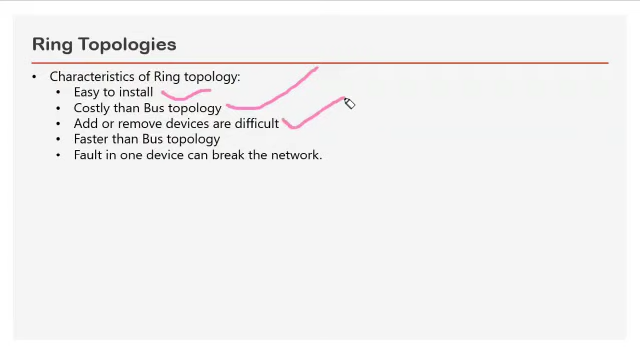 Ring Topologies
• Characteristics of Ring topology:
• Easy to install
• Costly than Bus topology
• Add or remove devices are difficult
• Faster than Bus topology
• Fault in one device can break the network.